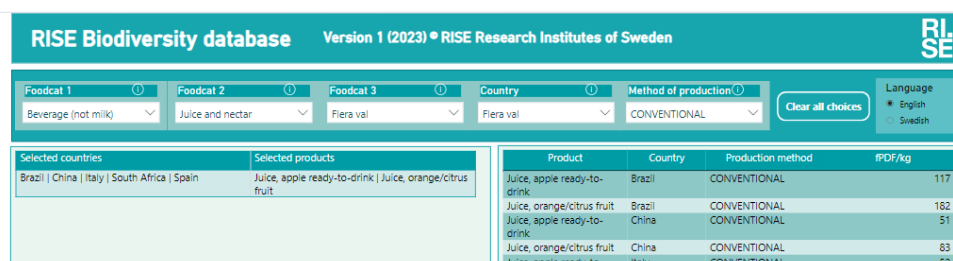 RISE Biodiversity database
Version 1 (2023) ® RISE Research Institutes of Sweden
RI.
SE
Foodcat 1
Foodcat 2
Foodcat 3
Country
Method of production
Beverage (not milk)
Juice and nectar
Flera val
Flera val
CONVENTIONAL
Clear all choices
Language
English
Swedish
Selected countries
Selected products
Brazil | China | Italy | South Africa | Spain
Juice, apple ready-to-drink | Juice, orange/citrus
fruit
Product
Country
Production method
fPDF/kg
Juice, apple ready-to-
drink
Brazil
CONVENTIONAL
117
Juice, orange/citrus fruit
Brazil
CONVENTIONAL
182
Juice, apple ready-to-
drink
China
CONVENTIONAL
51
Juice, orange/citrus fruit
China
CONVENTIONAL
83